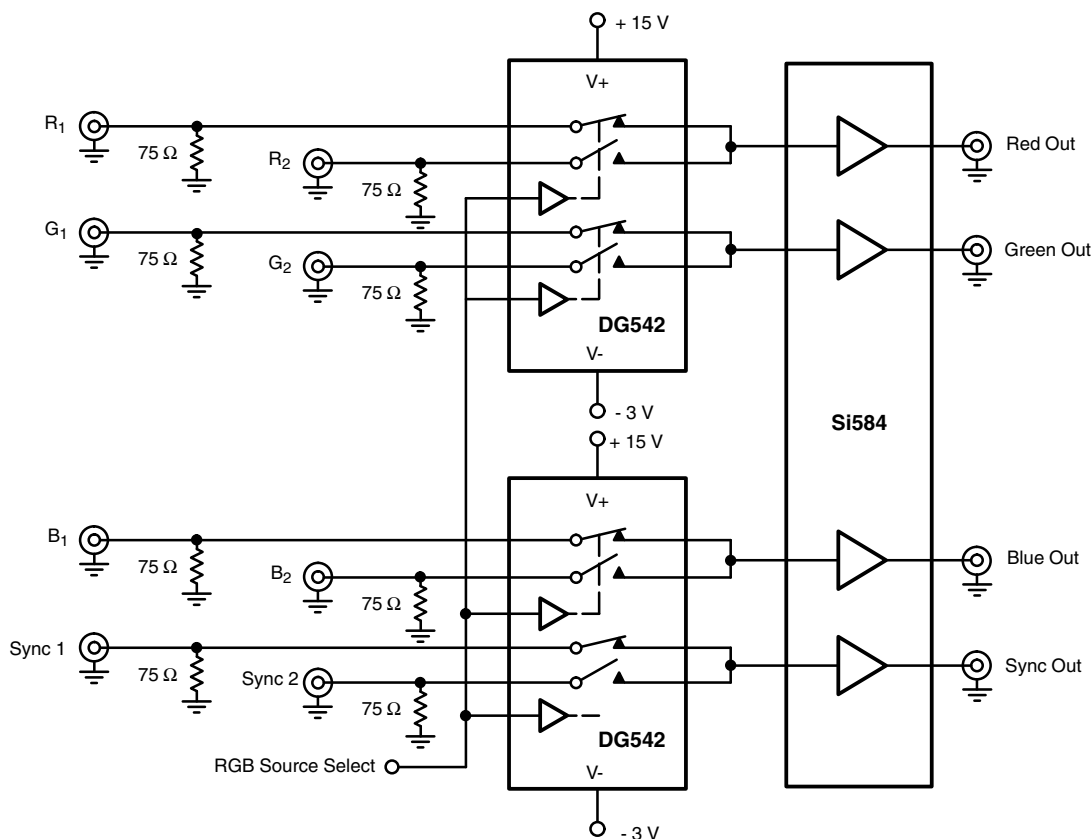 + 15 V
V+
R1
75 Ω
R2
75 Ω
Red Out
G1
75 Ω
G2
75 Ω
Green Out
DG542
V-
- 3 V
Si584
+ 15 V
V+
B1
75 Ω
B2
75 Ω
Blue Out
Sync 1
75 Ω
Sync 2
75 Ω
Sync Out
DG542
RGB Source Select
V-
- 3 V